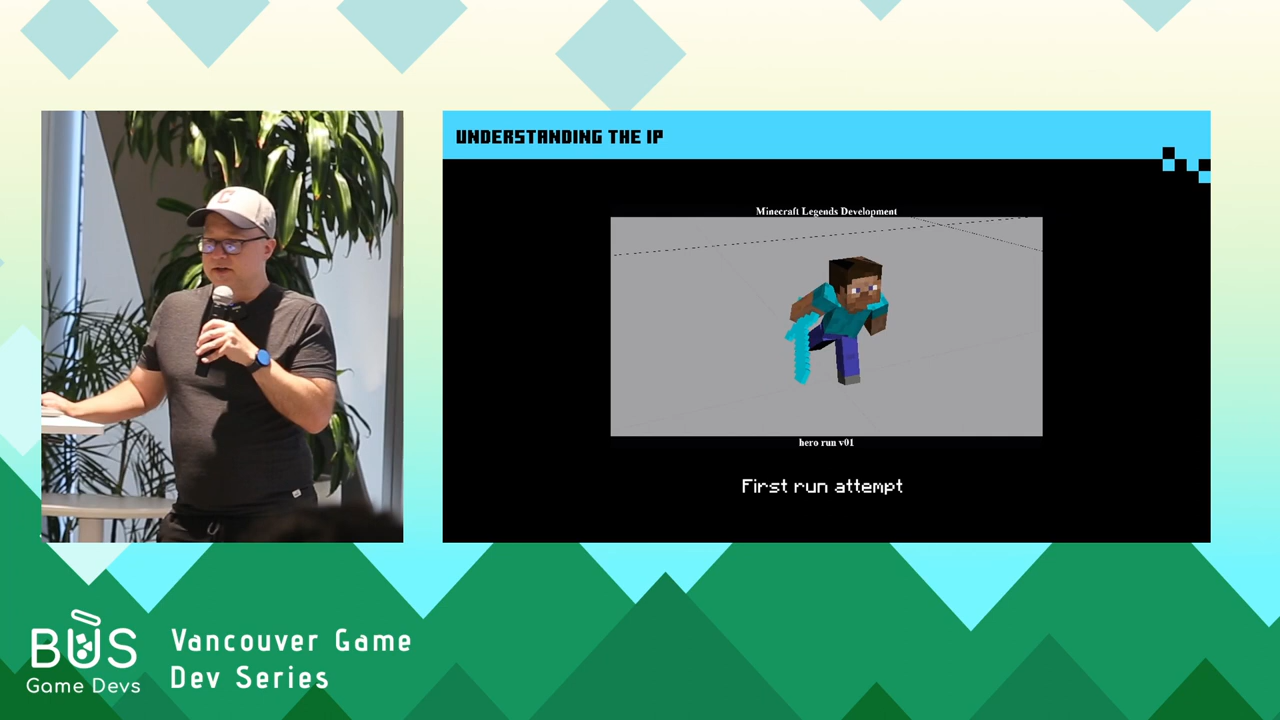 UNDERSTANDING THE IP
Minecraft Legends Development
hero run v01
First run attempt
BUS
Game Devs
Vancouver Game
Dev Series